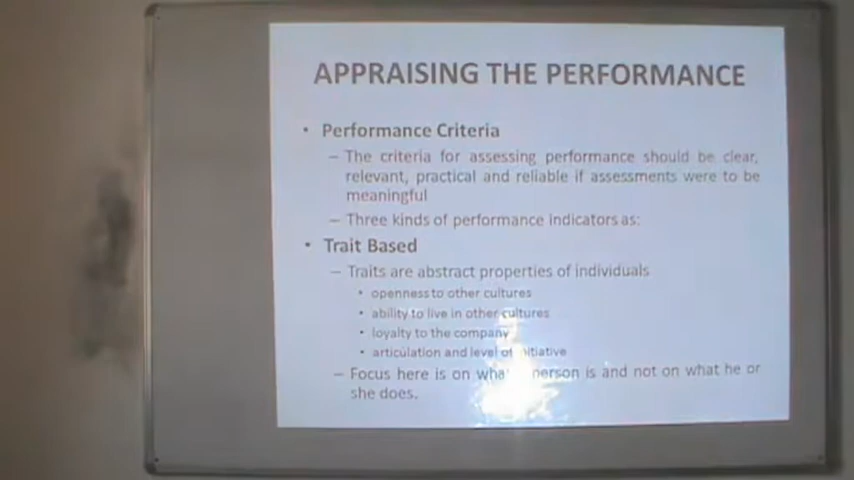 APPRAISING THE PERFORMANCE
• Performance Criteria
– The criteria for assessing performance should be clear,
relevant, practical and reliable if assessments were to be
meaningful
– Three kinds of performance indicators as:
• Trait Based
– Traits are abstract properties of individuals
• openness to other cultures
• ability to live in other cultures
• loyalty to the company
• articulation and level of initiative
– Focus here is on what person is and not on what he or
she does.